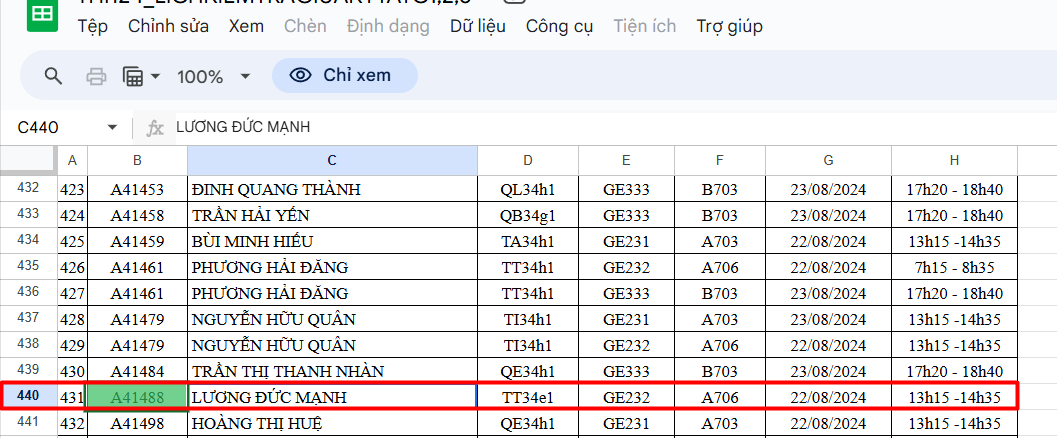 Tệp Chỉnh sửa Xem Chèn Định dạng Dữ liệu Công cụ Tiện ích Trợ giúp
100% Chỉ xem
C440 fx LƯƠNG ĐỨC MẠNH
A B C D E F G H
432 423 A41453 ĐINH QUANG THÀNH QL34h1 GE333 B703 23/08/2024 17h20 - 18h40
433 424 A41458 TRẦN HẢI YẾN QB34g1 GE333 B703 23/08/2024 17h20 - 18h40
434 425 A41459 BÙI MINH HIẾU TA34h1 GE231 A703 22/08/2024 13h15 -14h35
435 426 A41461 PHƯƠNG HẢI ĐĂNG TT34h1 GE232 A706 22/08/2024 7h15 - 8h35
436 427 A41461 PHƯƠNG HẢI ĐĂNG TT34h1 GE333 B703 23/08/2024 17h20 - 18h40
437 428 A41479 NGUYỄN HỮU QUÂN TI34h1 GE231 A703 23/08/2024 13h15 -14h35
438 429 A41479 NGUYỄN HỮU QUÂN TI34h1 GE232 A706 22/08/2024 13h15 -14h35
439 430 A41484 TRẦN THỊ THANH NHÀN QE34h1 GE333 B703 23/08/2024 17h20 - 18h40
440 431 A41488 LƯƠNG ĐỨC MẠNH TT34e1 GE232 A706 22/08/2024 13h15 -14h35
441 432 A41498 HOÀNG THỊ HUỆ QE34h1 GE231 A703 22/08/2024 13h15 -14h35